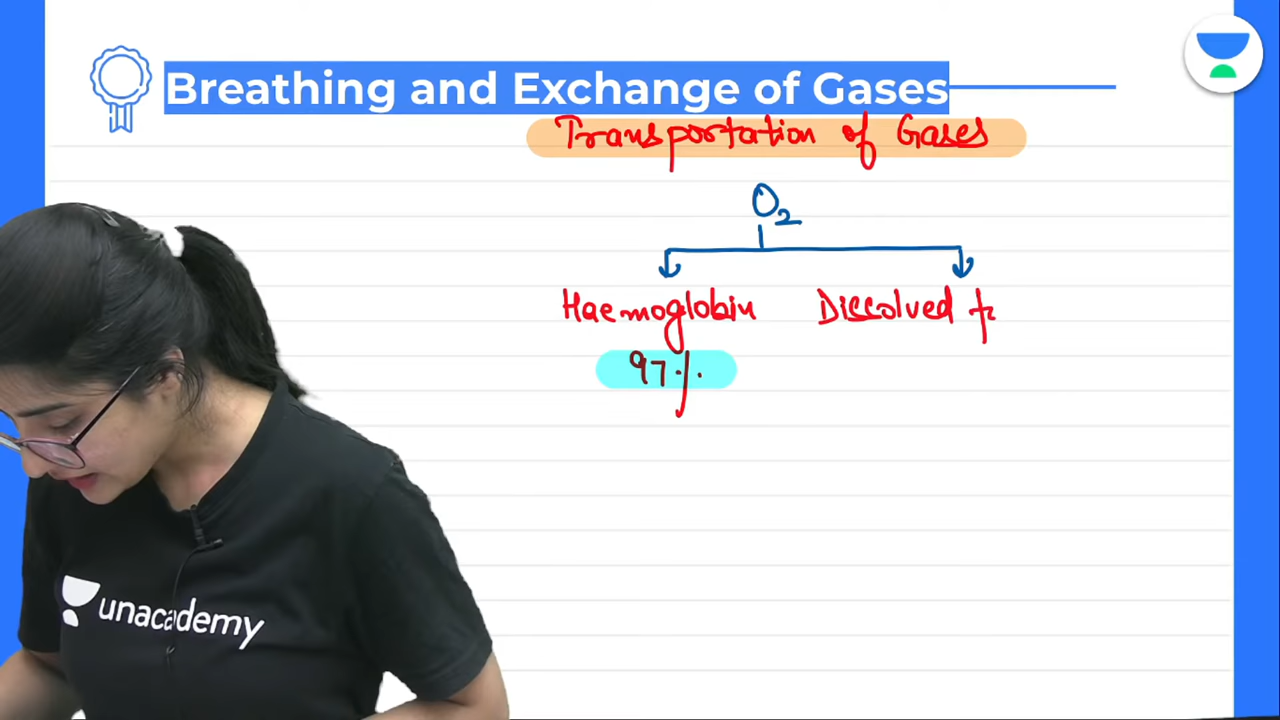 Breathing and Exchange of Gases
Transportation of Gases
O2
Haemoglobin Dissolved
97%
unacademy